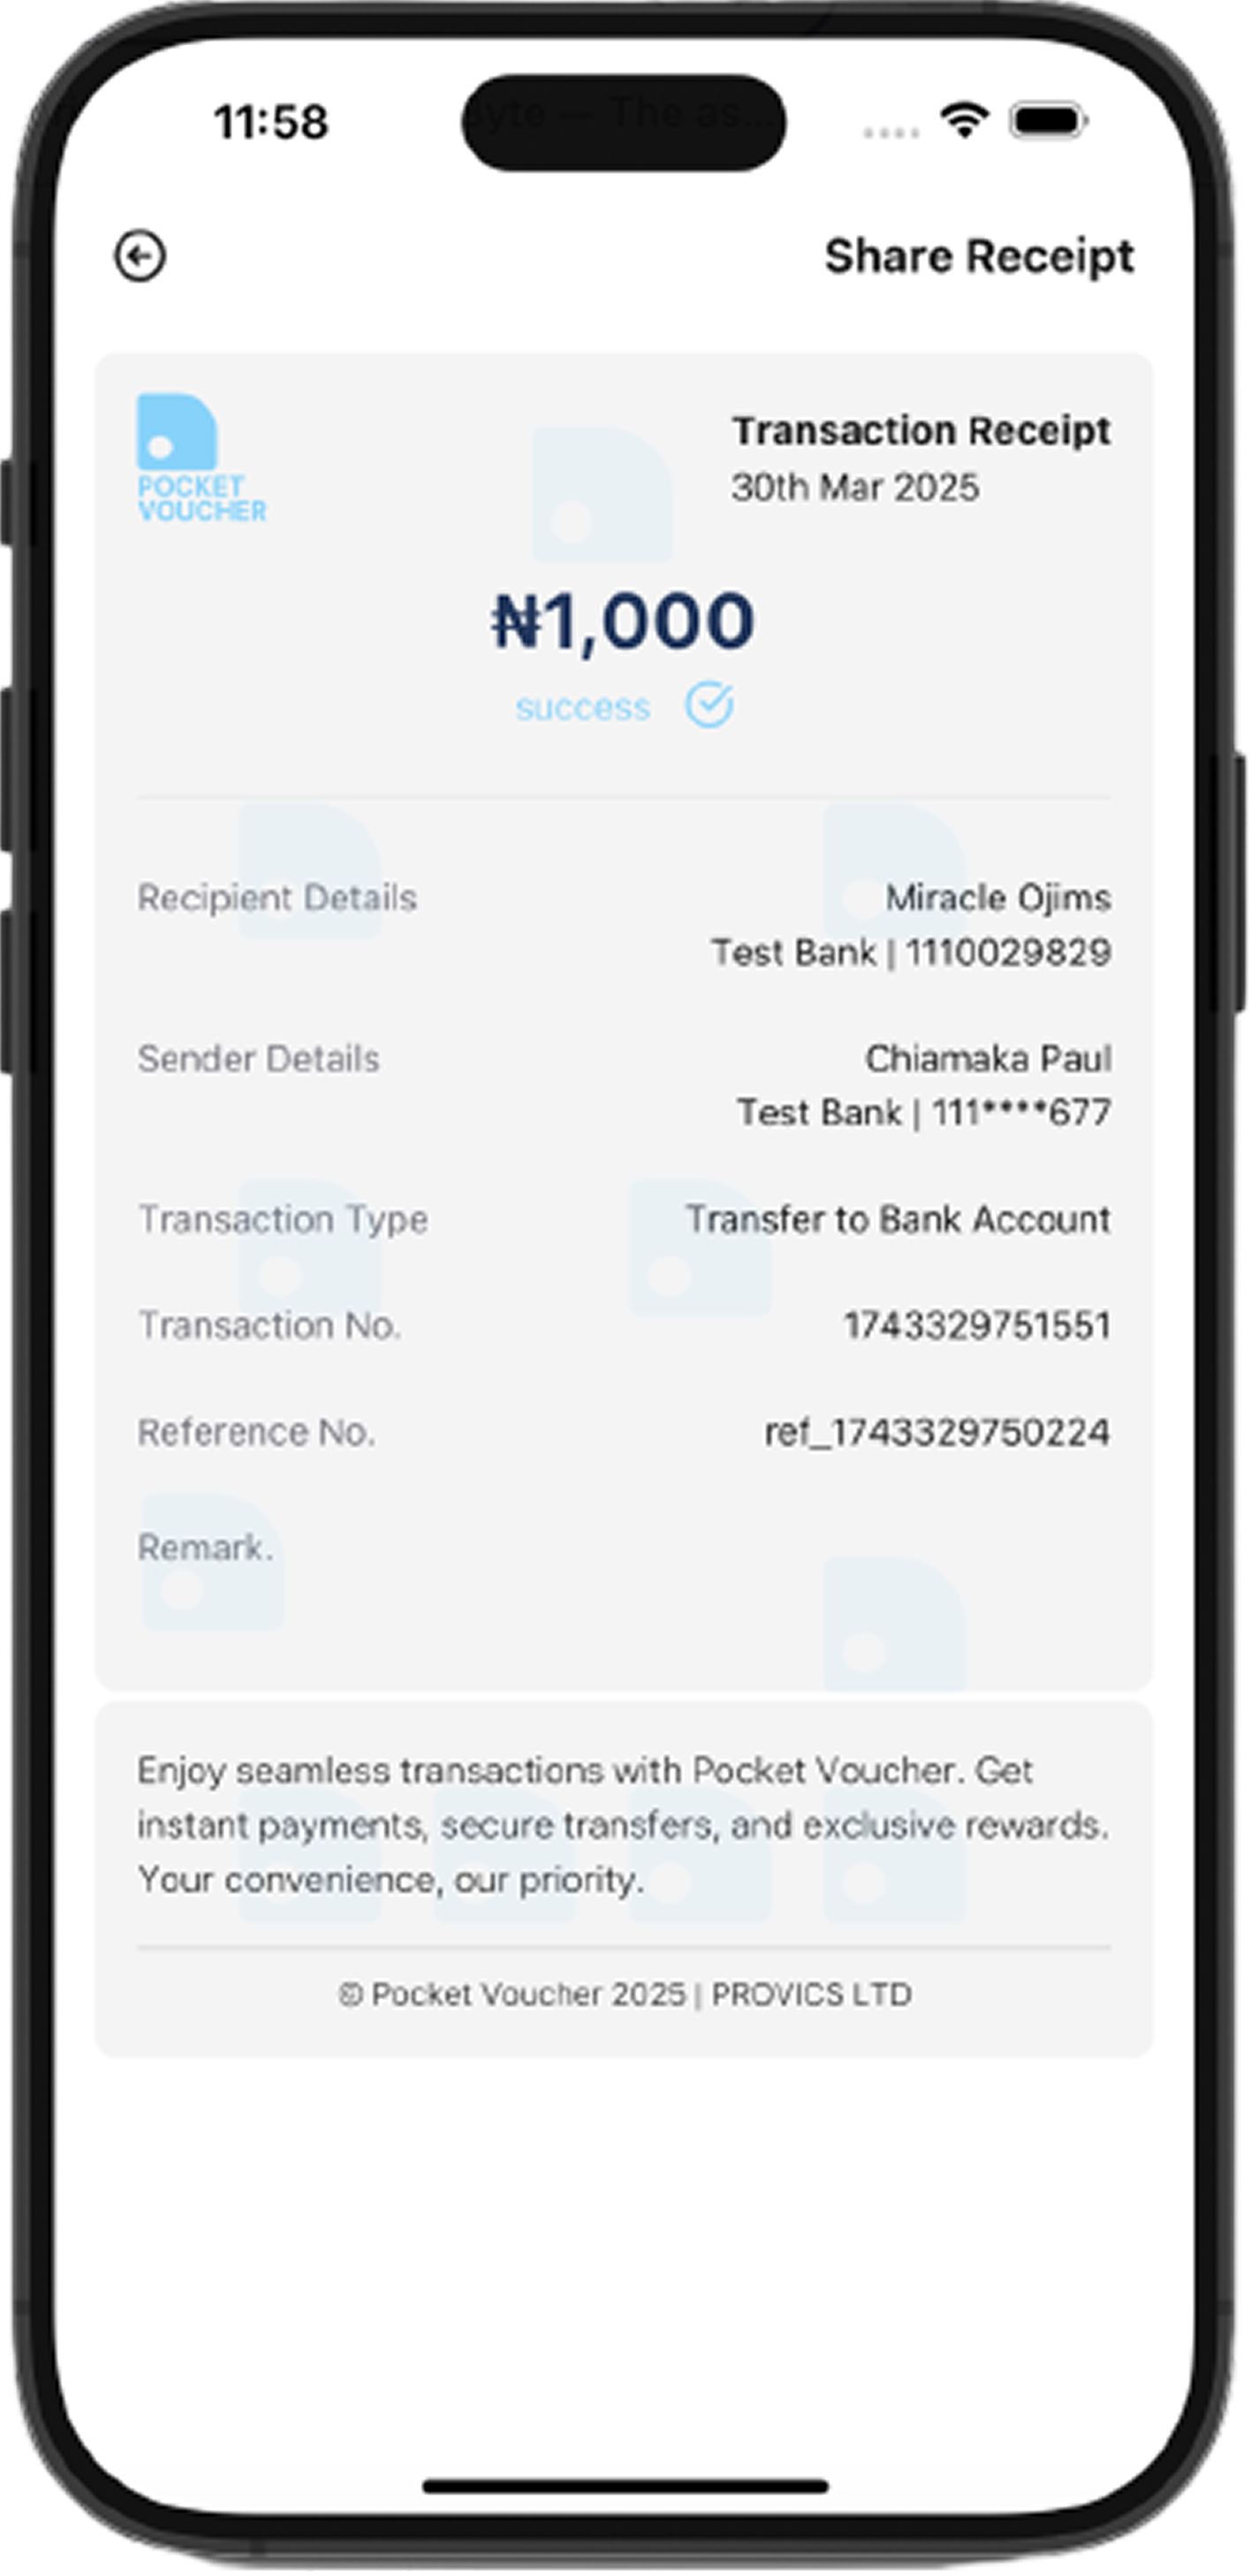 11:58
Share Receipt
POCKET
VOUCHER
Transaction Receipt
30th Mar 2025
₦1,000
success
Recipient Details
Miracle Ojims
Test Bank | 1110029829
Sender Details
Chiamaka Paul
Test Bank | 111****677
Transaction Type
Transfer to Bank Account
Transaction No.
1743329751551
Reference No.
ref_1743329750224
Remark.
Enjoy seamless transactions with Pocket Voucher. Get
instant payments, secure transfers, and exclusive rewards.
Your convenience, our priority.
© Pocket Voucher 2025 | PROVICS LTD